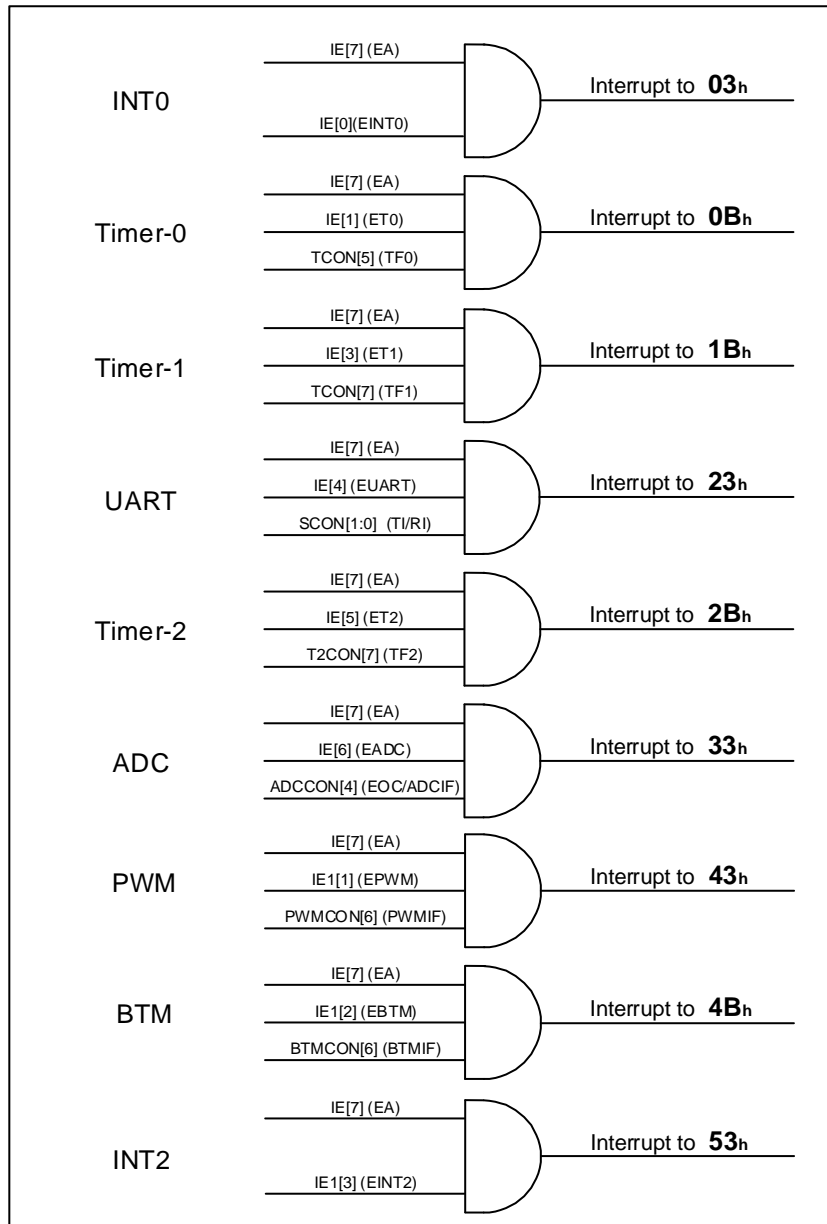 IE[7] (EA)
INT0
Interrupt to 03h
IE[0](EINT0)
IE[7] (EA)
Timer-0
IE[1] (ET0)
Interrupt to 0Bh
TCON[5] (TF0)
IE[7] (EA)
Timer-1
IE[3] (ET1)
Interrupt to 1Bh
TCON[7] (TF1)
IE[7] (EA)
UART
IE[4] (EUART)
Interrupt to 23h
SCON[1:0] (TI/RI)
IE[7] (EA)
Timer-2
IE[5] (ET2)
Interrupt to 2Bh
T2CON[7] (TF2)
IE[7] (EA)
ADC
IE[6] (EADC)
Interrupt to 33h
ADCCON[4] (EOC/ADCIF)
IE[7] (EA)
PWM
IE1[1] (EPWM)
Interrupt to 43h
PWMCON[6] (PWMIF)
IE[7] (EA)
BTM
IE1[2] (EBTM)
Interrupt to 4Bh
BTMCON[6] (BTMIF)
IE[7] (EA)
INT2
Interrupt to 53h
IE1[3] (EINT2)